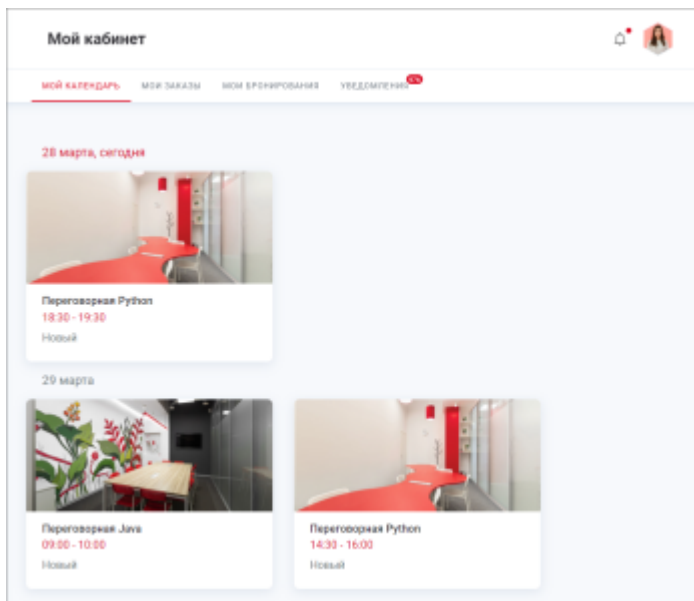 Мой кабинет
МОЙ КАЛЕНДАРЬ МОИ ЗАКАЗЫ МОИ БРОНИРОВАНИЯ УВЕДОМЛЕНИЯ
28 марта, сегодня
Переговорная Python
18:30 - 19:30
Новый
29 марта
Переговорная Java Переговорная Python
09:00 - 10:00 14:30 - 16:00
Новый Новый